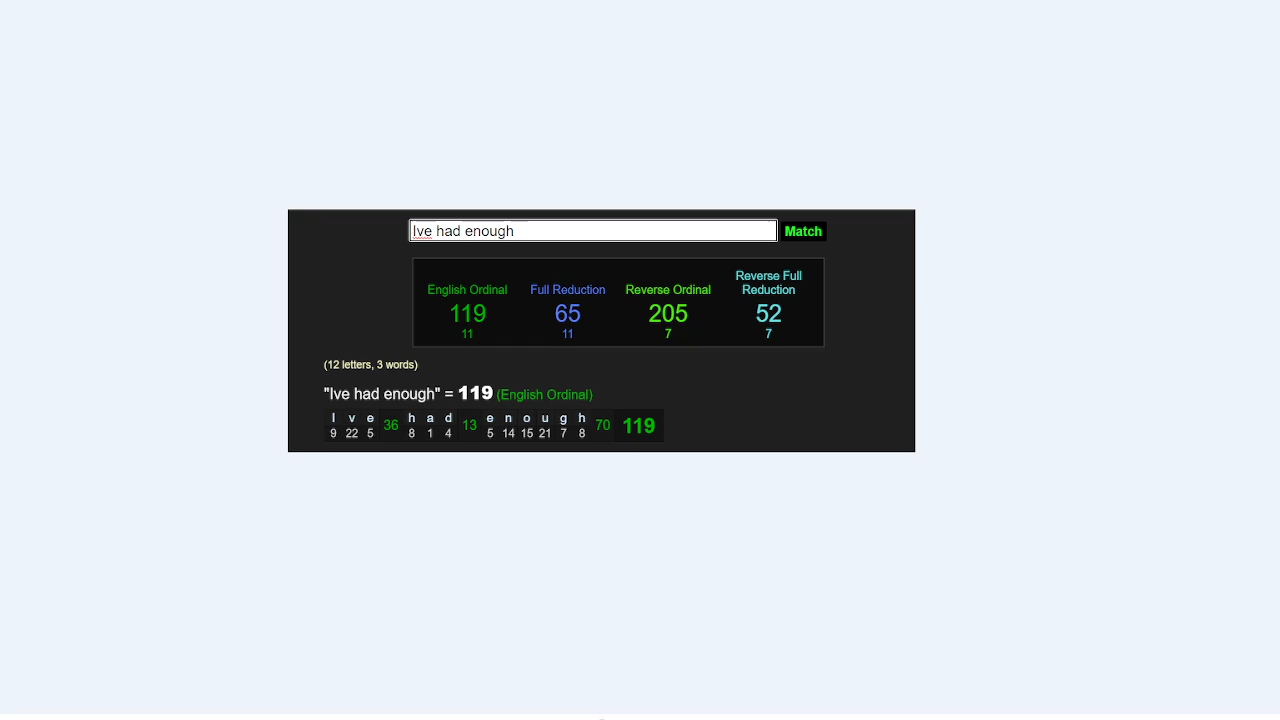 Ive had enough Match
English Ordinal Full Reduction Reverse Ordinal Reverse Full Reduction
119 65 205 52
11 11 7 7
(12 letters, 3 words)
"Ive had enough" = 119 (English Ordinal)
I v e 36 h a d 13 e n o u g h 70 119
9 22 5 8 1 4 5 14 15 21 7 8